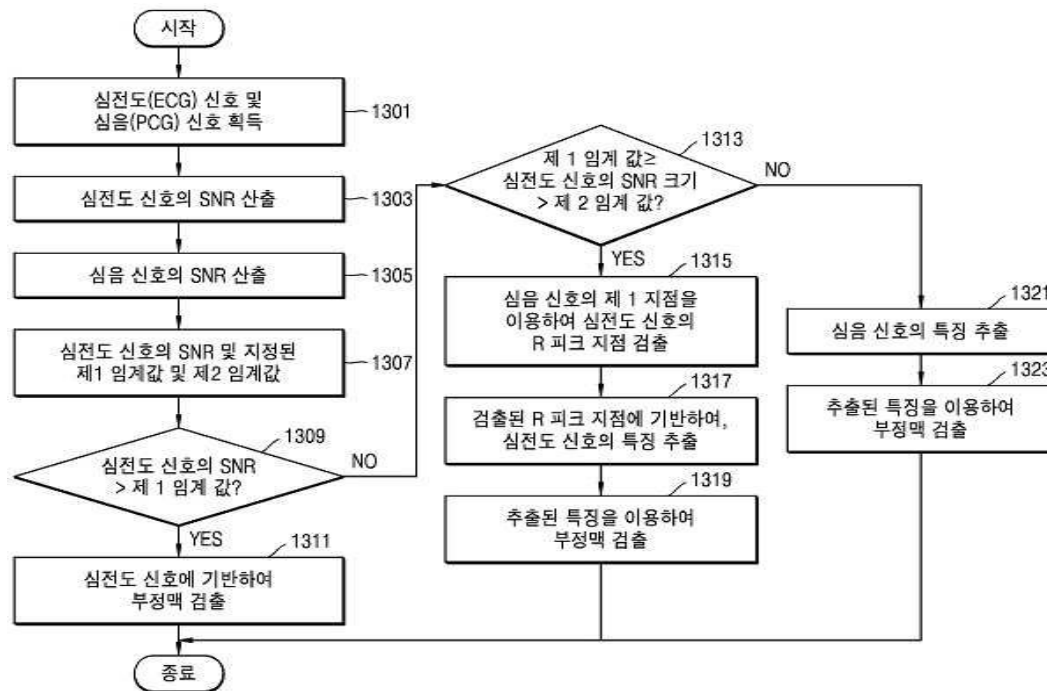 시작
심전도(ECG) 신호 및
심음(PCG) 신호 획득
1301
심전도 신호의 SNR 산출
1303
심음 신호의 SNR 산출
1305
심전도 신호의 SNR 및 지정된
제1 임계값 및 제2 임계값
1307
1309
심전도 신호의 SNR
> 제 1 임계 값?
NO
YES
1311
심전도 신호에 기반하여
부정맥 검출
종료
1313
제 1 임계 값≥
심전도 신호의 SNR 크기
> 제 2 임계 값?
NO
YES
1315
심음 신호의 제 1 지점을
이용하여 심전도 신호의
R 피크 지점 검출
1317
검출된 R 피크 지점에 기반하여,
심전도 신호의 특징 추출
1319
추출된 특징을 이용하여
부정맥 검출
1321
심음 신호의 특징 추출
1323
추출된 특징을 이용하여
부정맥 검출